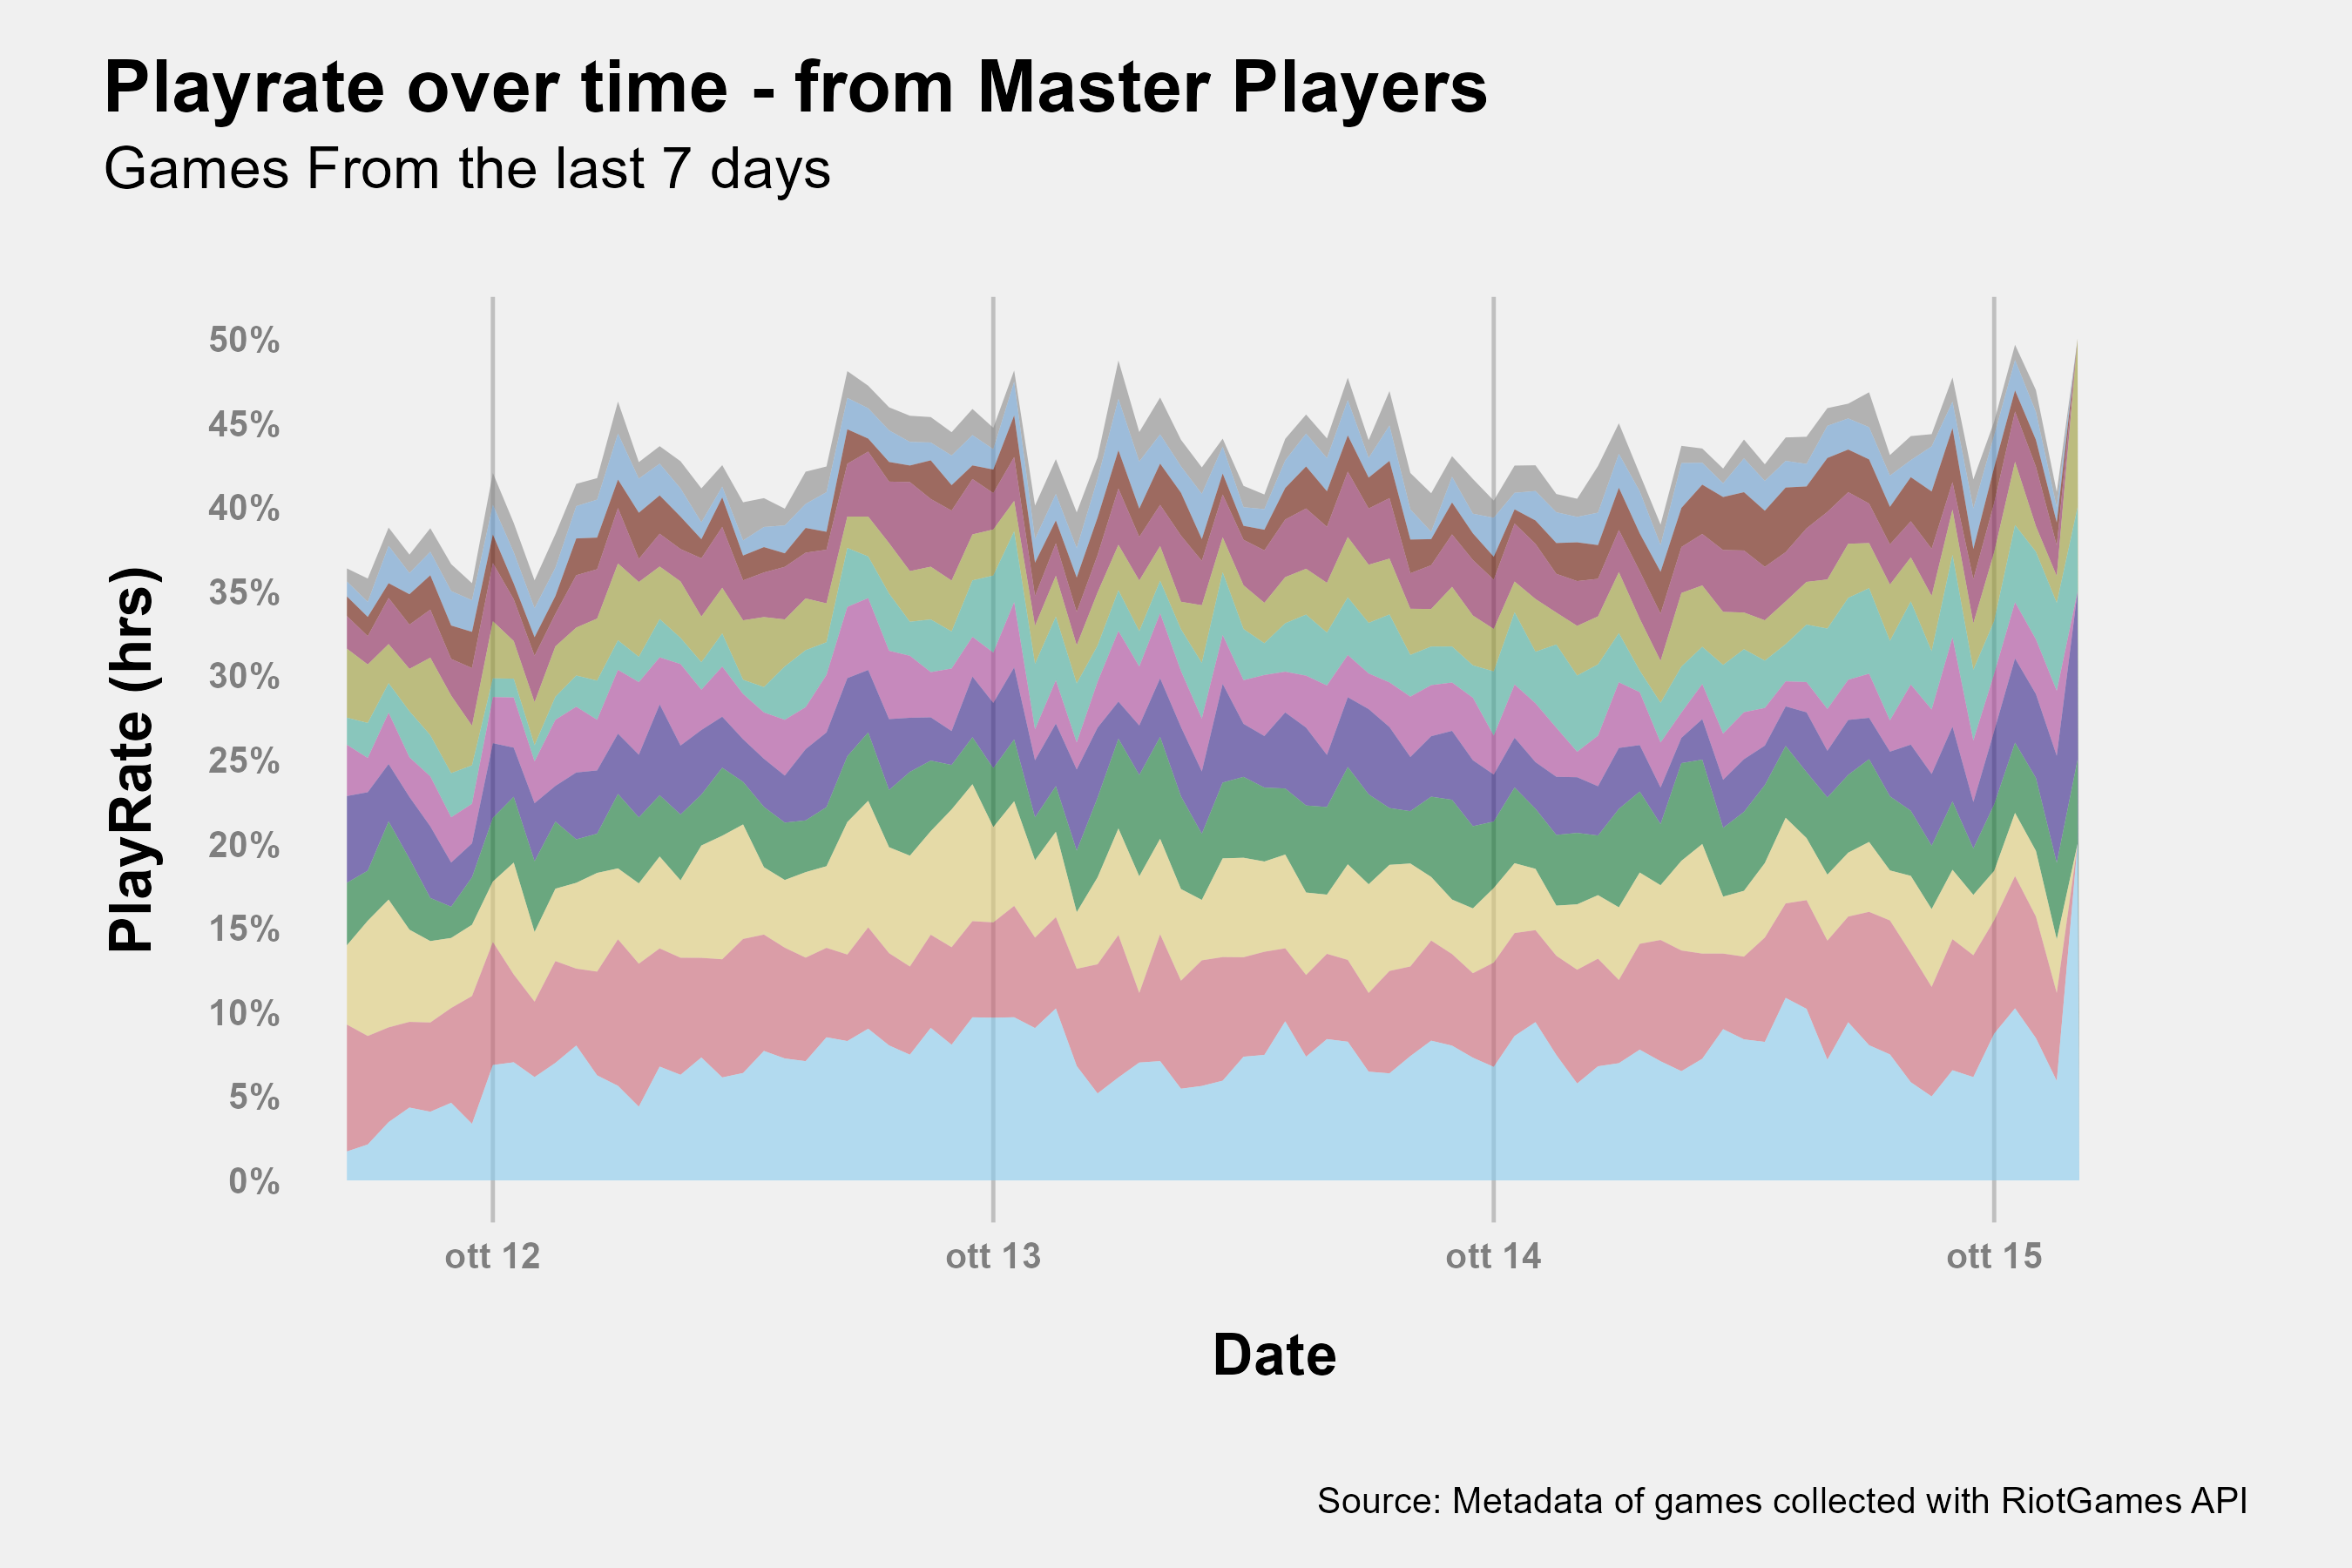 Playrate over time - from Master Players
Games From the last 7 days
50%
45%
40%
35%
30%
25%
20%
15%
10%
5%
0%
PlayRate (hrs)
ott 12
ott 13
ott 14
ott 15
Date
Source: Metadata of games collected with RiotGames API